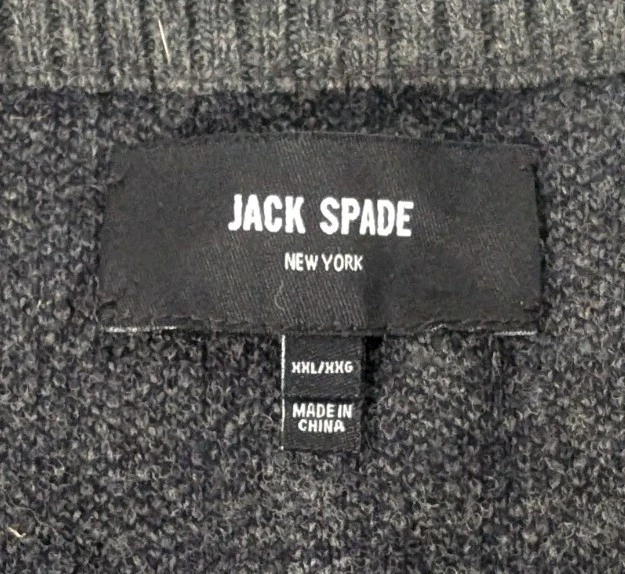 JACK SPADE
NEW YORK
XXL/XXG
MADE IN
CHINA